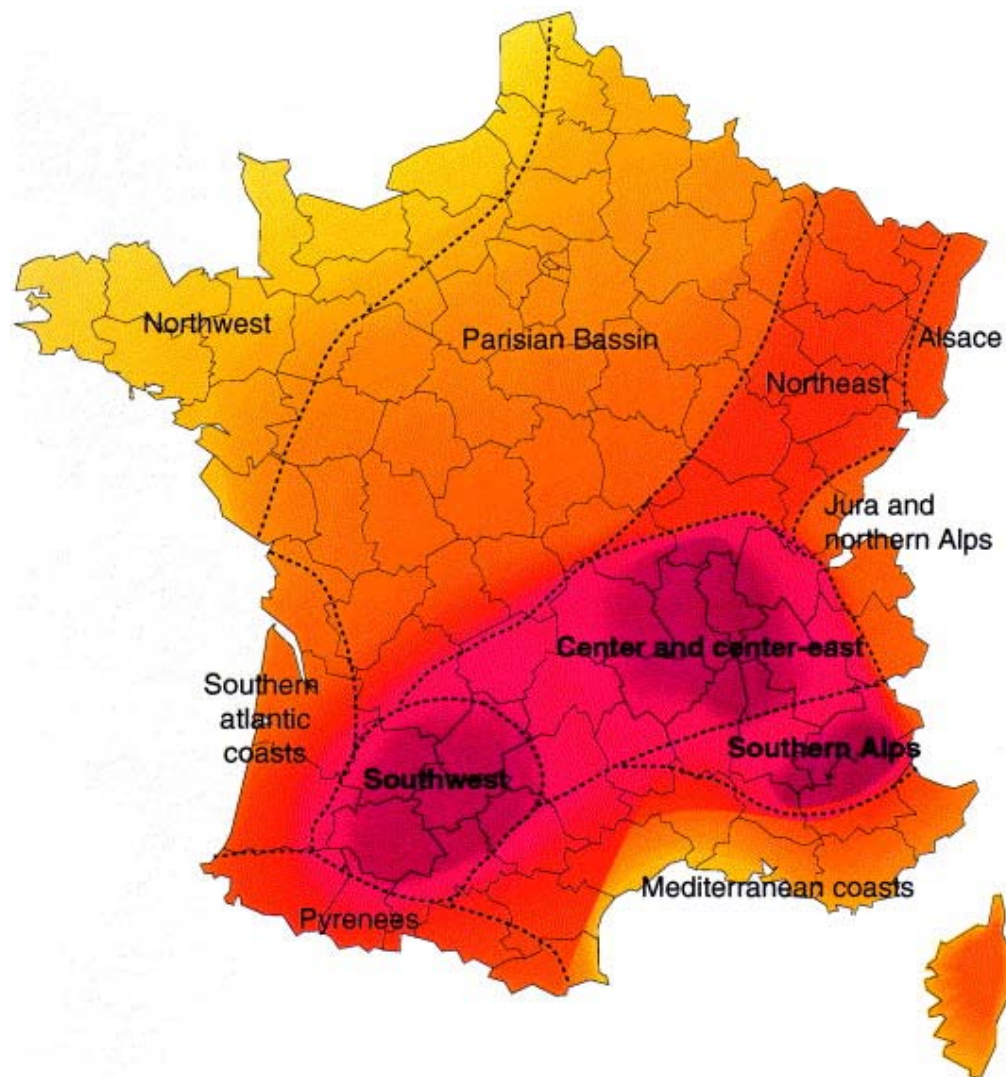 Northwest
Parisian Bassin
Alsace
Northeast
Jura and
northern Alps
Center and center-east
Southern
atlantic
coasts
Southern Alps
Southwest
Mediterranean coasts
Pyrenees